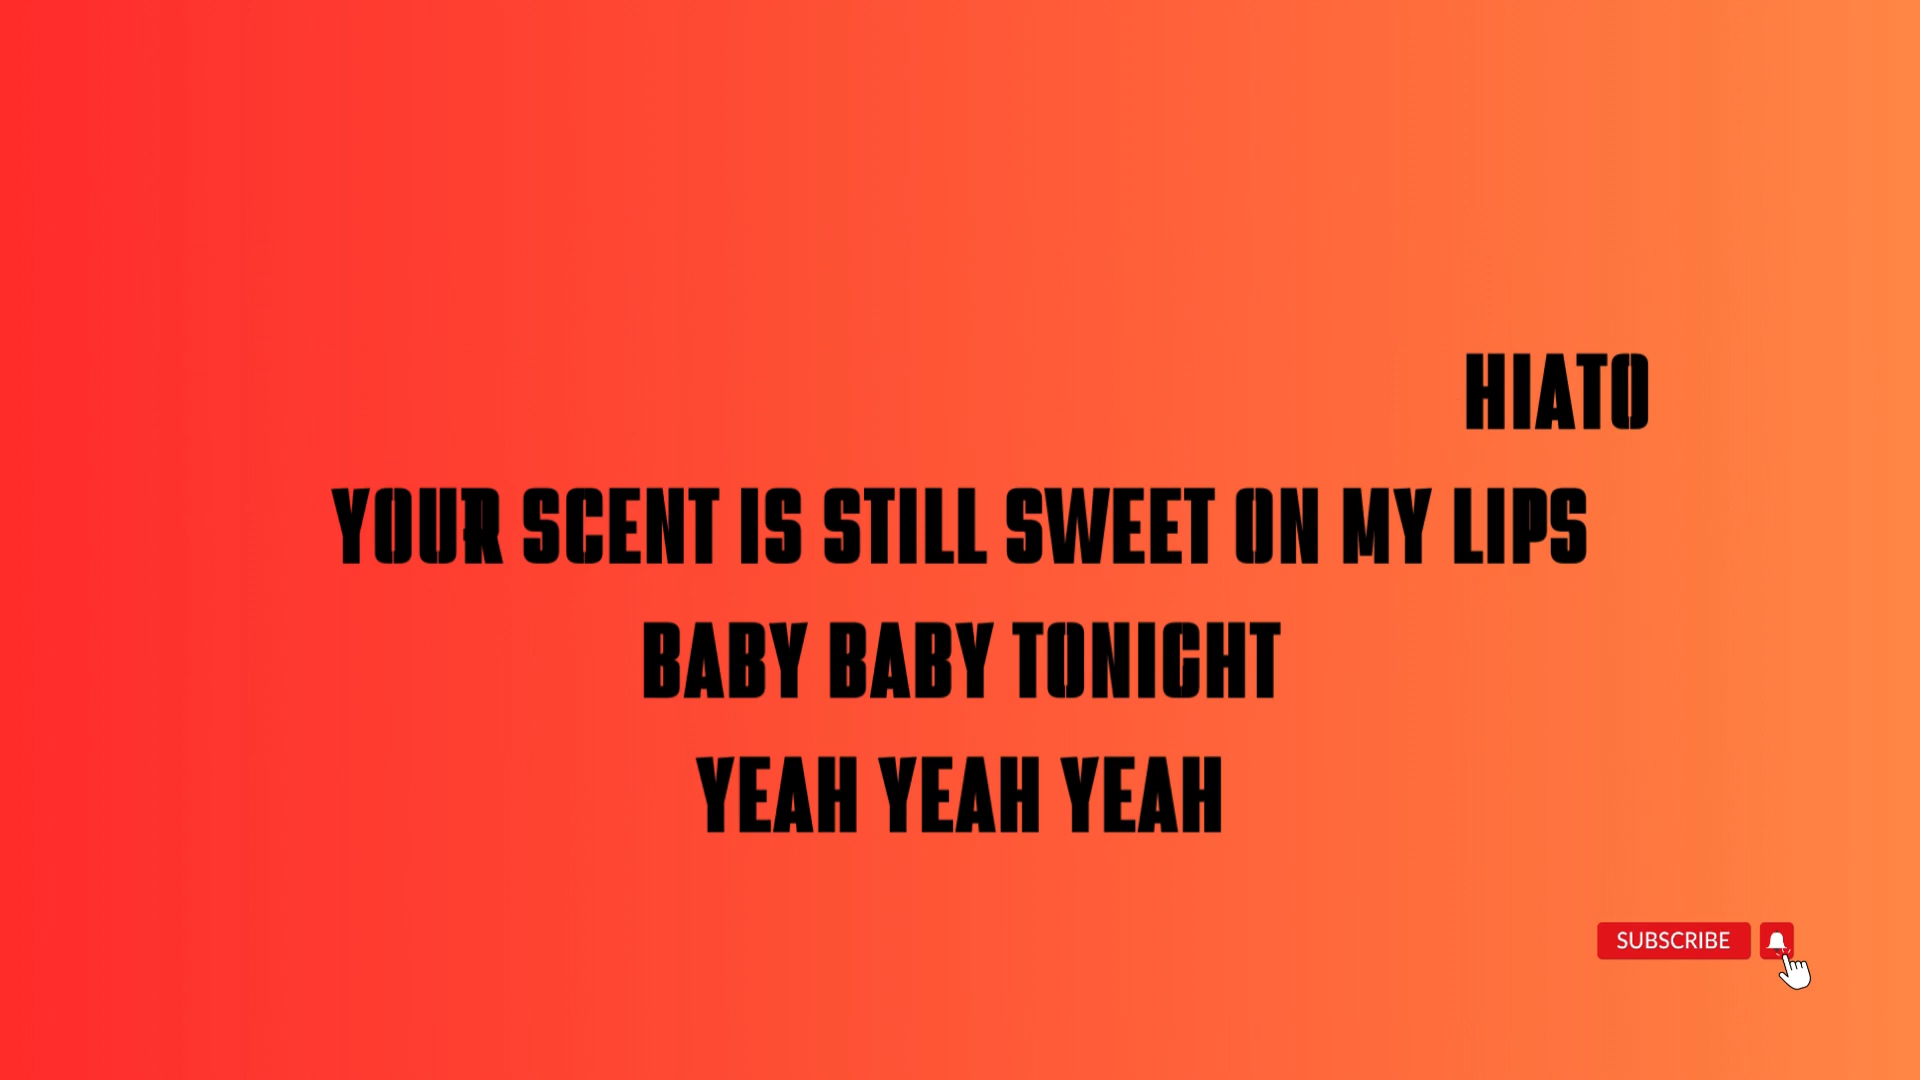 HIATO
YOUR SCENT IS STILL SWEET ON MY LIPS
BABY BABY TONIGHT
YEAH YEAH YEAH
SUBSCRIBE